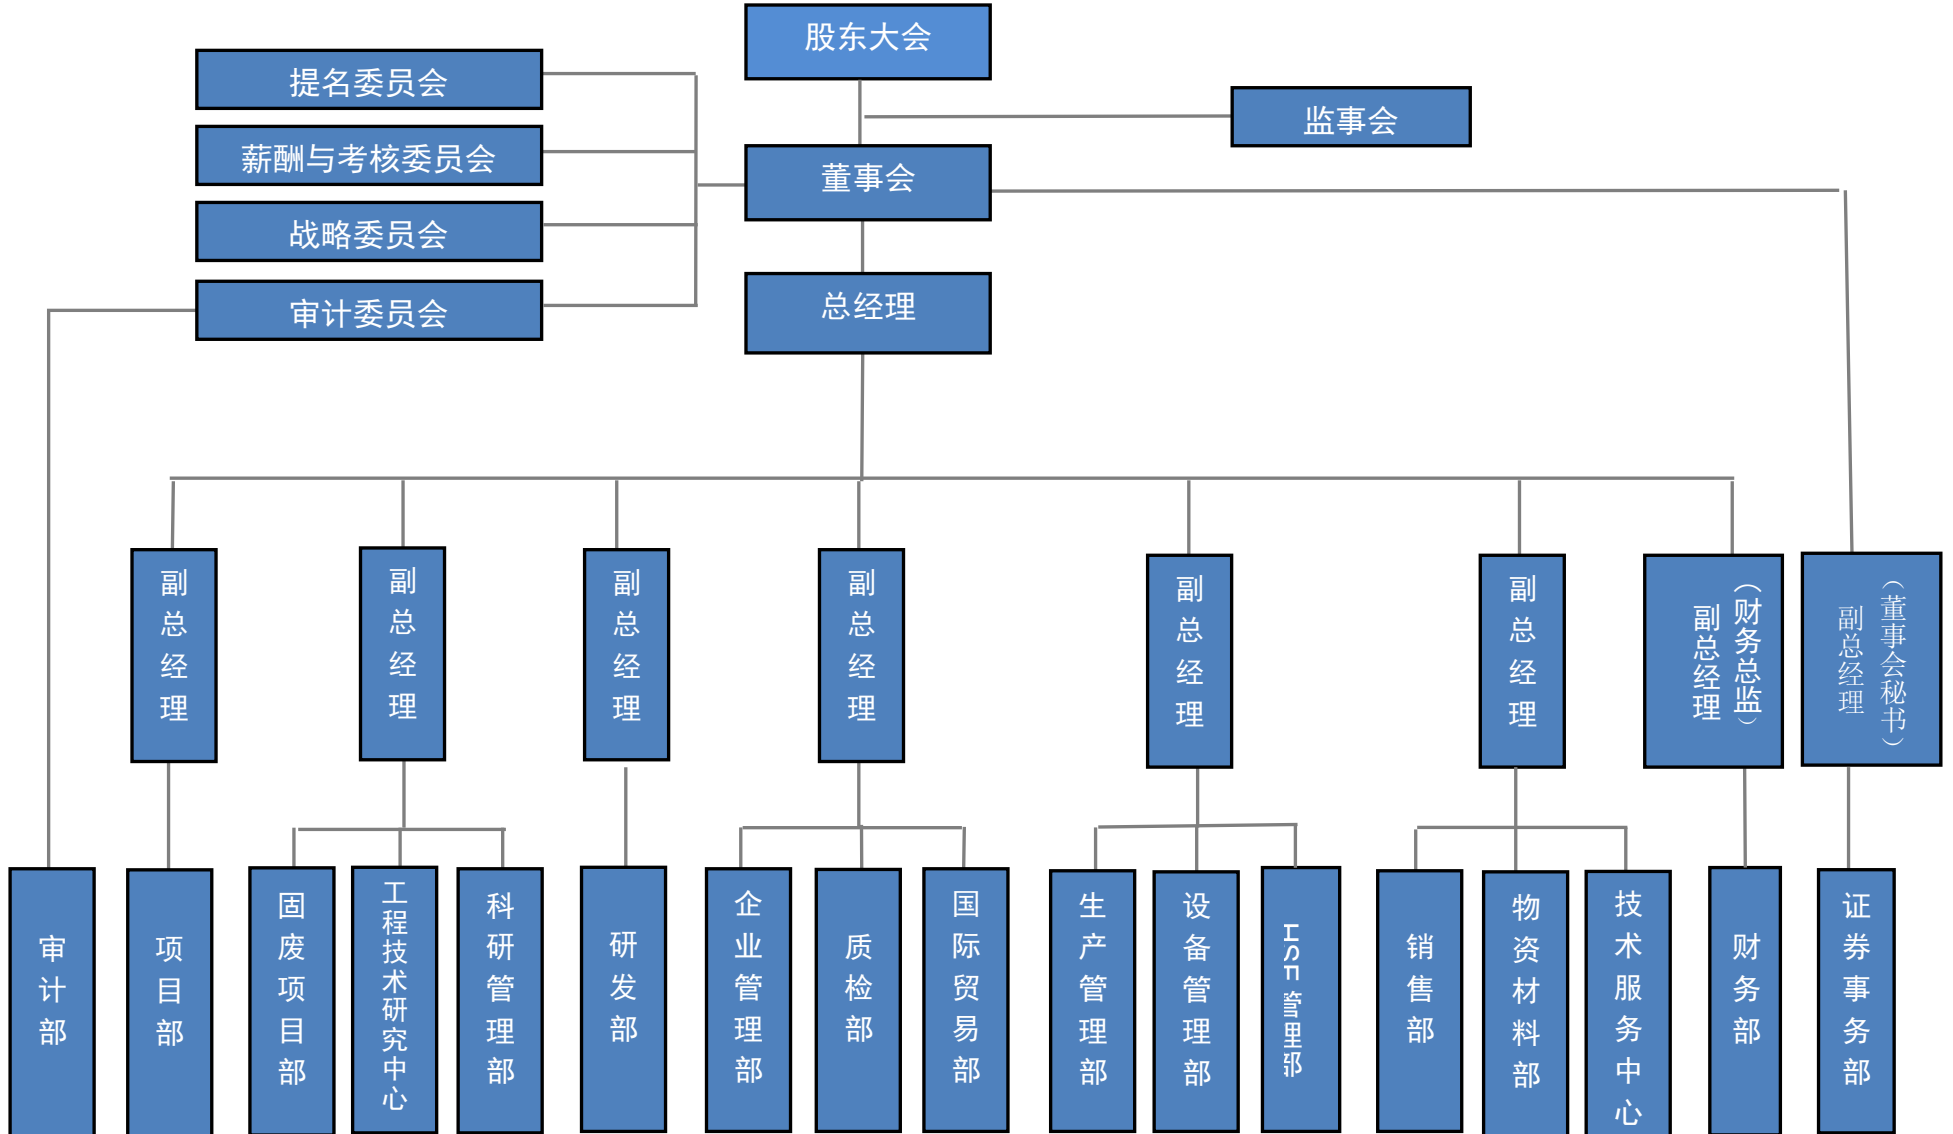 股东大会
提名委员会
监事会
薪酬与考核委员会
董事会
战略委员会
总经理
审计委员会
副总经理
副总经理
副总经理
副总经理
副总经理
副总经理
（财务总监）
副总经理
（董事会秘书）
副总经理
审计部
项目部
固废项目部
工程技术研究中心
科研管理部
研发部
企业管理部
质检部
国际贸易部
生产管理部
设备管理部
HSE管理部
销售部
物资材料部
技术服务中心
财务部
证券事务部